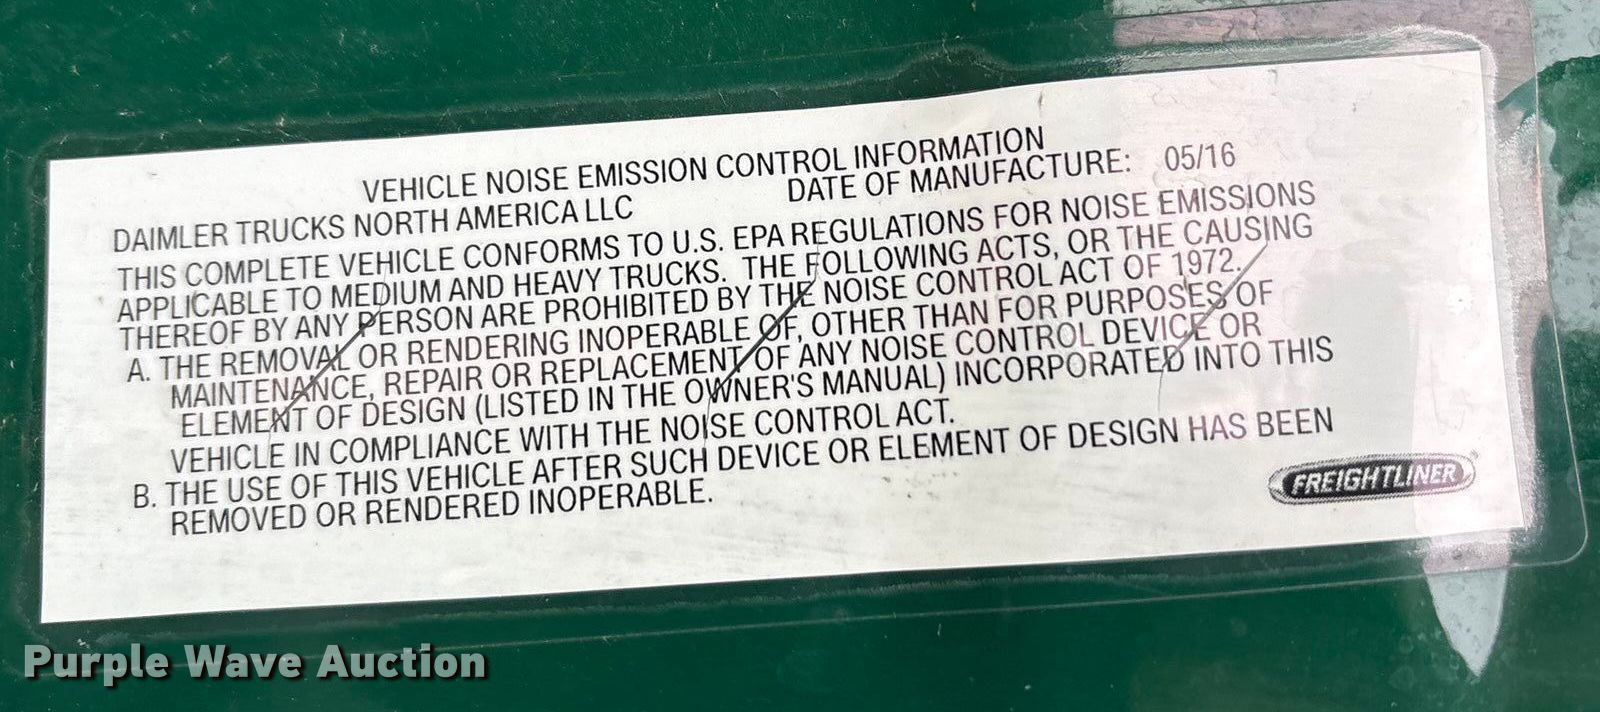 VEHICLE NOISE EMISSION CONTROL INFORMATION
DAIMLER TRUCKS NORTH AMERICA LLC DATE OF MANUFACTURE: 05/16
THIS COMPLETE VEHICLE CONFORMS TO U.S. EPA REGULATIONS FOR NOISE EMISSIONS
APPLICABLE TO MEDIUM AND HEAVY TRUCKS. THE FOLLOWING ACTS, OR THE CAUSING
THEREOF BY ANY PERSON ARE PROHIBITED BY THE NOISE CONTROL ACT OF 1972.
A. THE REMOVAL OR RENDERING INOPERABLE OF, OTHER THAN FOR PURPOSES OF
MAINTENANCE, REPAIR OR REPLACEMENT OF ANY NOISE CONTROL DEVICE OR
ELEMENT OF DESIGN (LISTED IN THE OWNER'S MANUAL) INCORPORATED INTO THIS
VEHICLE IN COMPLIANCE WITH THE NOISE CONTROL ACT.
B. THE USE OF THIS VEHICLE AFTER SUCH DEVICE OR ELEMENT OF DESIGN HAS BEEN
REMOVED OR RENDERED INOPERABLE.
FREIGHTLINER®
Purple Wave Auction